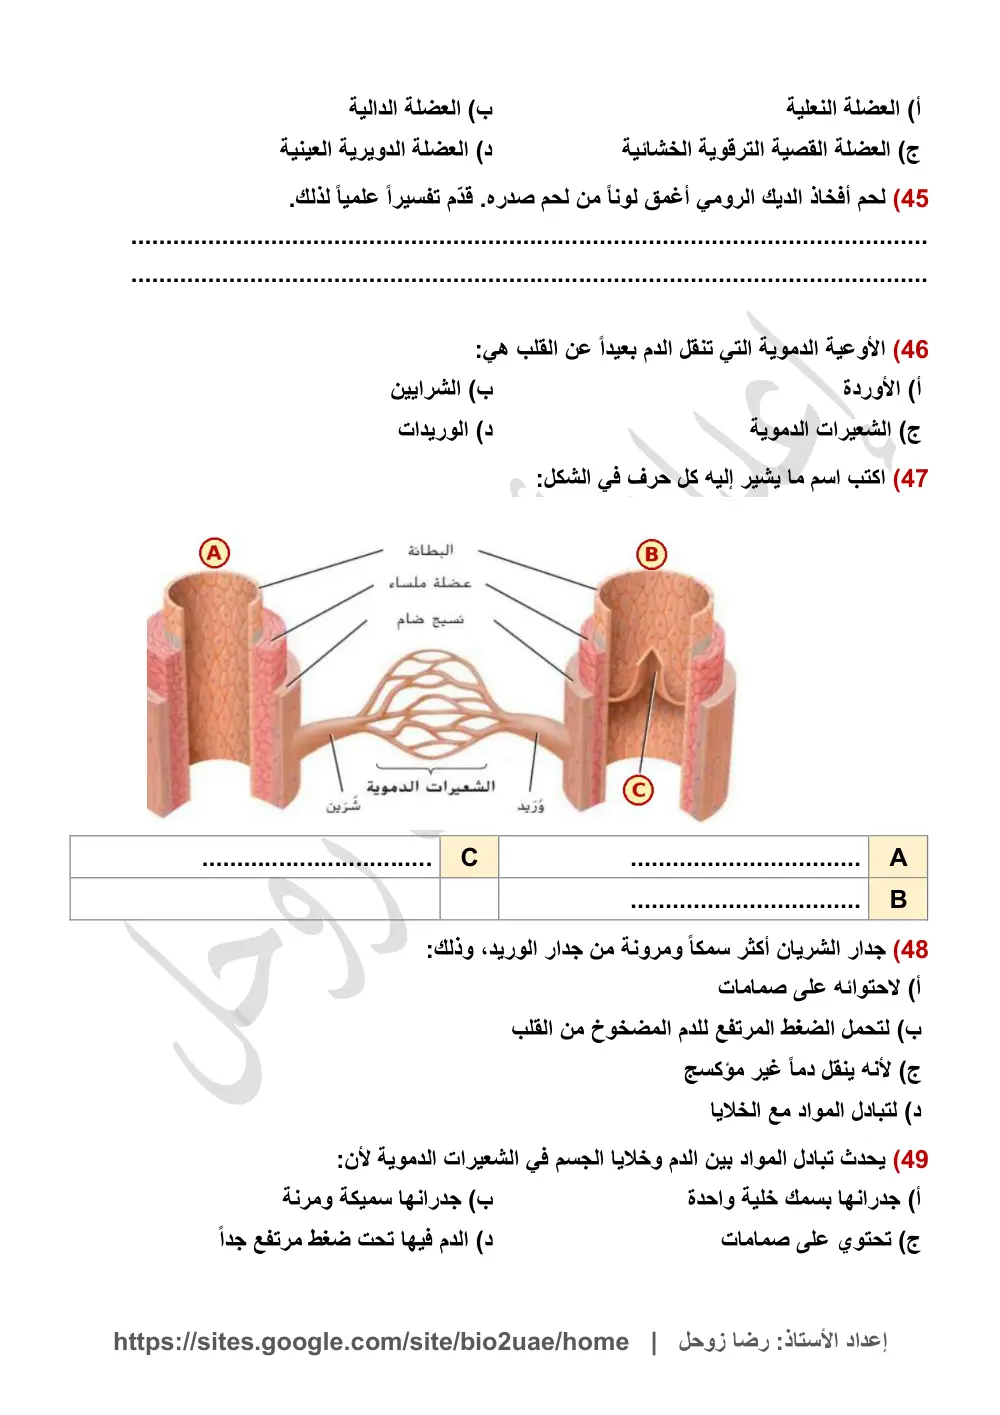 أ) العضلة النعلية ب) العضلة الدالية
ج) العضلة القصية الترقوية الخشائية د) العضلة الدويرية العينية
45) لحم أفخاذ الديك الرومي أغمق لوناً من لحم صدره. قدّم تفسيراً علمياً لذلك.
................................................................................................................
................................................................................................................
46) الأوعية الدموية التي تنقل الدم بعيداً عن القلب هي:
أ) الأوردة ب) الشرايين
ج) الشعيرات الدموية د) الوريدات
47) اكتب اسم ما يشير إليه كل حرف في الشكل:
A البطانة B
عضلة ملساء
نسيج ضام
الشعيرات الدموية C
شُرَين وُرَيد
A ................................. C .................................
B .................................
48) جدار الشريان أكثر سمكاً ومرونة من جدار الوريد، وذلك:
أ) لاحتوائه على صمامات
ب) لتحمل الضغط المرتفع للدم المضخوخ من القلب
ج) لأنه ينقل دماً غير مؤكسج
د) لتبادل المواد مع الخلايا
49) يحدث تبادل المواد بين الدم وخلايا الجسم في الشعيرات الدموية لأن:
أ) جدرانها بسمك خلية واحدة ب) جدرانها سميكة ومرنة
ج) تحتوي على صمامات د) الدم فيها تحت ضغط مرتفع جداً
إعداد الأستاذ: رضا زوحل | https://sites.google.com/site/bio2uae/home